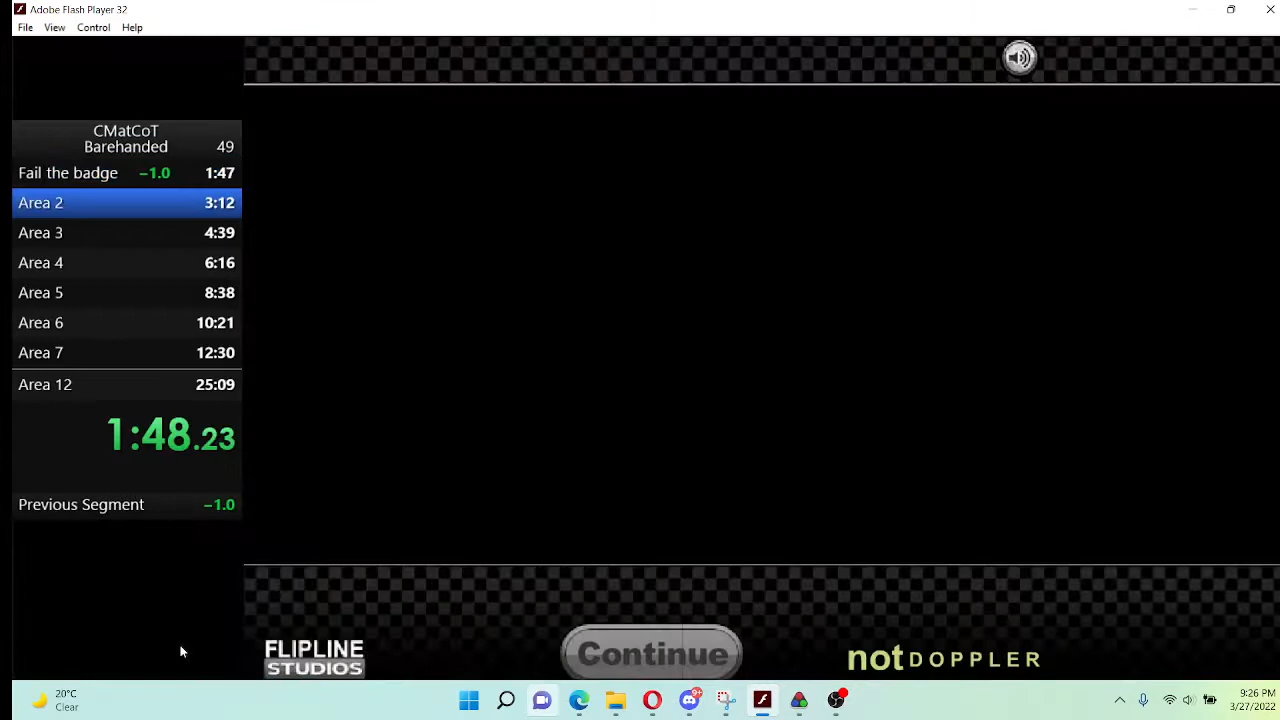 Adobe Flash Player 32
File View Control Help
CMatCoT
Barehanded 49
Fail the badge −1.0 1:47
Area 2 3:12
Area 3 4:39
Area 4 6:16
Area 5 8:38
Area 6 10:21
Area 7 12:30
Area 12 25:09
1:48.23
Previous Segment −1.0
FLIPLINE
STUDIOS
Continue
notDOPPLER
20°C
Clear
9+
9:26 PM
3/27/2022